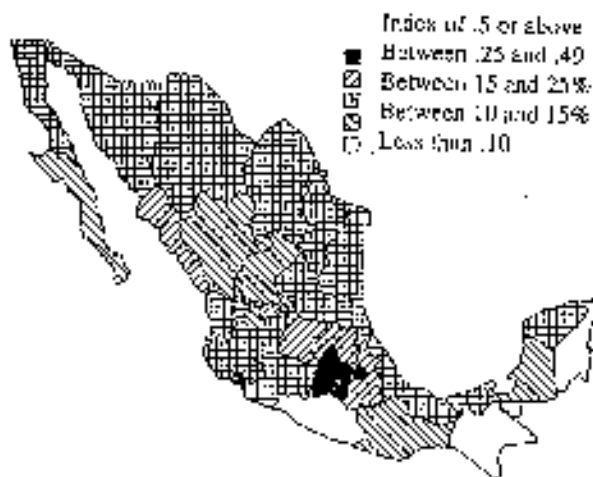 Index of .5 or above
Between .25 and .49
Between 15 and 25%
Between 10 and 15%
Less than .10